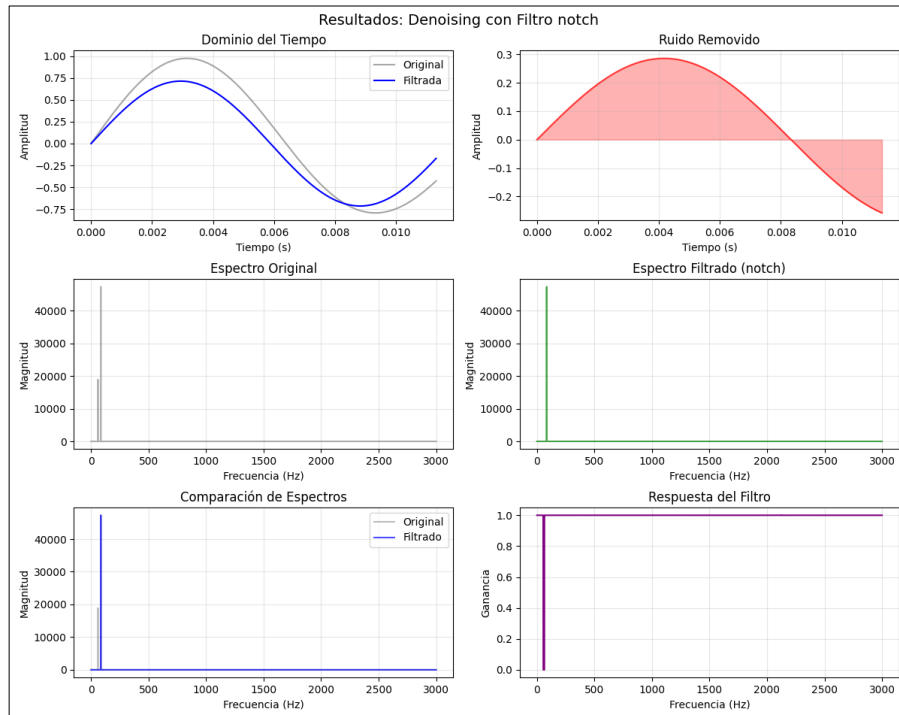 Resultados: Denoising con Filtro notch
Dominio del Tiempo
1.00
0.75
0.50
0.25
0.00
−0.25
−0.50
−0.75
Amplitud
Original
Filtrada
0.000 0.002 0.004 0.006 0.008 0.010
Tiempo (s)
Ruido Removido
0.3
0.2
0.1
0.0
−0.1
−0.2
Amplitud
0.000 0.002 0.004 0.006 0.008 0.010
Tiempo (s)
Espectro Original
40000
30000
20000
10000
0
Magnitud
0 500 1000 1500 2000 2500 3000
Frecuencia (Hz)
Espectro Filtrado (notch)
40000
30000
20000
10000
0
Magnitud
0 500 1000 1500 2000 2500 3000
Frecuencia (Hz)
Comparación de Espectros
40000
30000
20000
10000
0
Magnitud
Original
Filtrado
0 500 1000 1500 2000 2500 3000
Frecuencia (Hz)
Respuesta del Filtro
1.0
0.8
0.6
0.4
0.2
0.0
Ganancia
0 500 1000 1500 2000 2500 3000
Frecuencia (Hz)